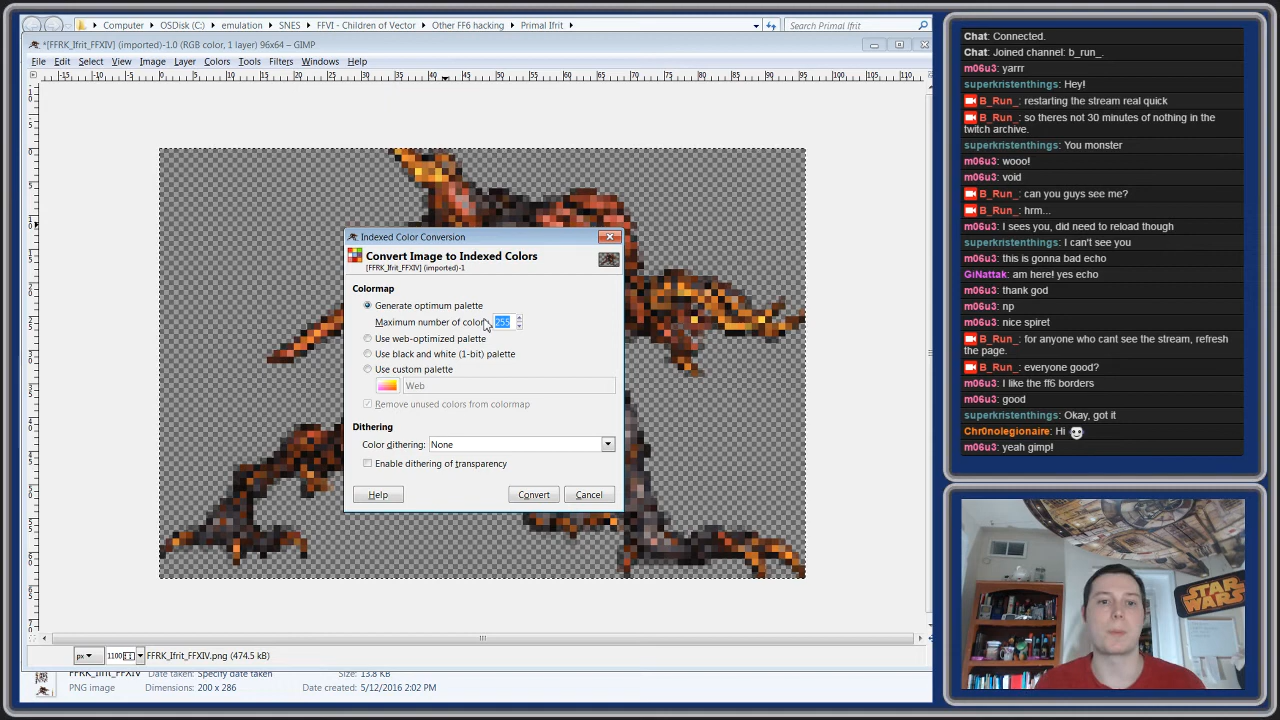 Computer ▸ OSDisk (C:) ▸ emulation ▸ SNES ▸ FFVI - Children of Vector ▸ Other FF6 hacking ▸ Primal Ifrit ▸
Search Primal Ifrit
*[FFRK_Ifrit_FFXIV] (imported)-1.0 (RGB color, 1 layer) 96x64 – GIMP
File Edit Select View Image Layer Colors Tools Filters Windows Help
Indexed Color Conversion
Convert Image to Indexed Colors
[FFRK_Ifrit_FFXIV] (imported)-1
Colormap
Generate optimum palette
Maximum number of colors 255
Use web-optimized palette
Use black and white (1-bit) palette
Use custom palette
Web
Remove unused colors from colormap
Dithering
Color dithering: None
Enable dithering of transparency
Help Convert Cancel
px 1100 FFRK_Ifrit_FFXIV.png (474.5 kB)
FFRK_Ifrit_FFXIV Date taken: Specify date taken Size: 13.8 KB
PNG image Dimensions: 200 x 286 Date created: 5/12/2016 2:02 PM
Chat: Connected.
Chat: Joined channel: b_run_.
m06u3: yarrr
superkristenthings: Hey!
B_Run_: restarting the stream real quick
B_Run_: so theres not 30 minutes of nothing in the
twitch archive.
superkristenthings: You monster
m06u3: wooo!
m06u3: void
B_Run_: can you guys see me?
B_Run_: hrm...
m06u3: I sees you, did need to reload though
superkristenthings: I can't see you
m06u3: this is gonnad bad echo
GiNattak: am here! yes echo
m06u3: thank god
m06u3: np
m06u3: nice spiret
B_Run_: for anyone who cant see the stream, refresh
the page.
B_Run_: everyone good?
m06u3: I like the ff6 borders
m06u3: good
superkristenthings: Okay, got it
Chr0nolegionaire: Hi
m06u3: yeah gimp!
STAR
WARS